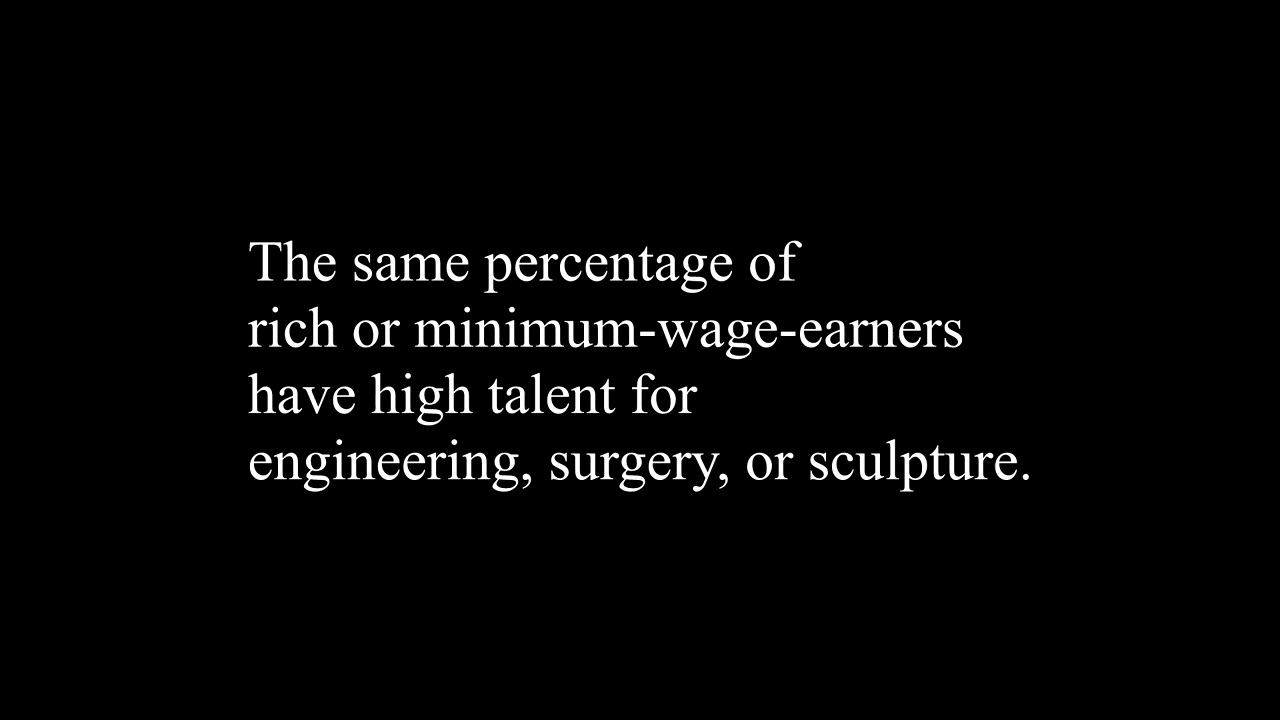 The same percentage of
rich or minimum-wage-earners
have high talent for
engineering, surgery, or sculpture.